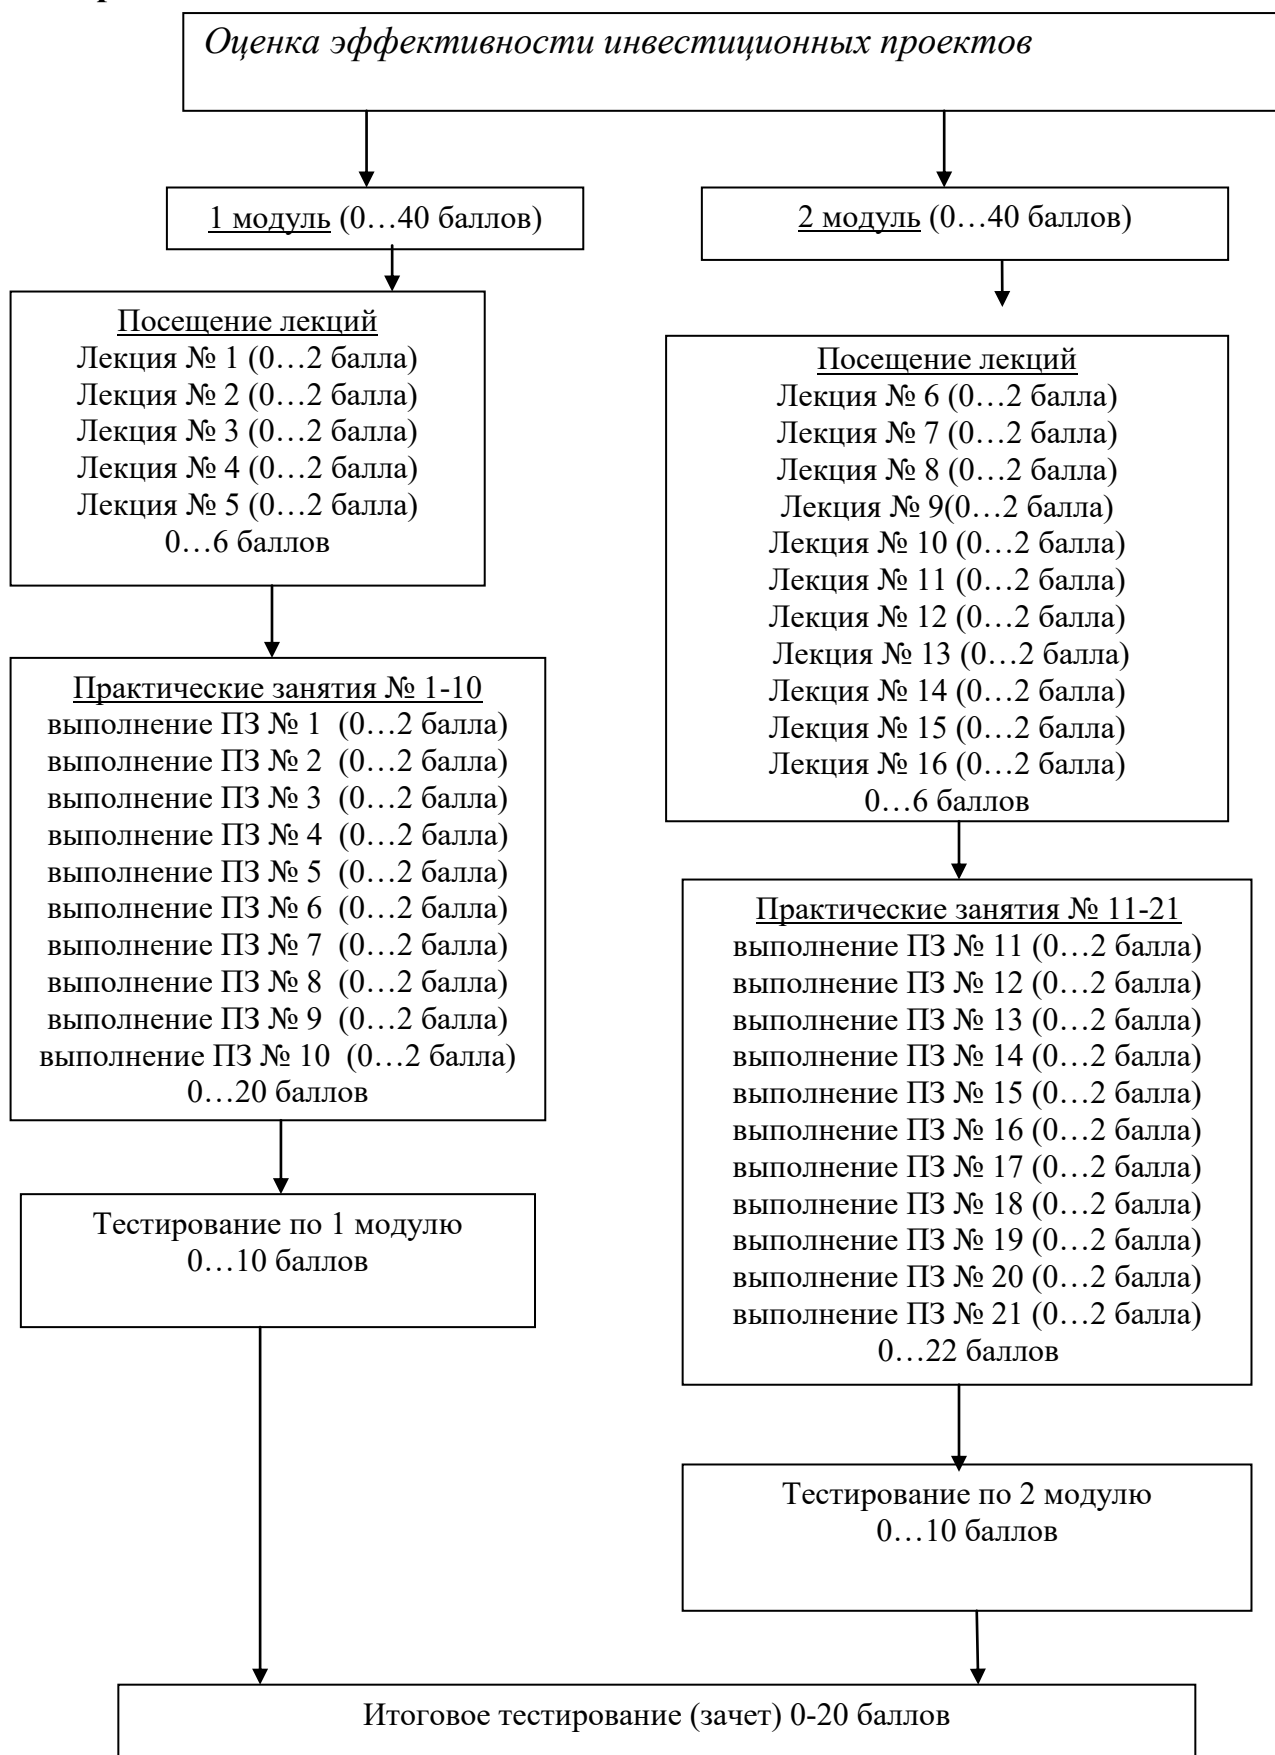 Оценка эффективности инвестиционных проектов
1 модуль (0…40 баллов)
Посещение лекций
Лекция № 1 (0…2 балла)
Лекция № 2 (0…2 балла)
Лекция № 3 (0…2 балла)
Лекция № 4 (0…2 балла)
Лекция № 5 (0…2 балла)
0…6 баллов
Практические занятия № 1-10
выполнение ПЗ № 1 (0…2 балла)
выполнение ПЗ № 2 (0…2 балла)
выполнение ПЗ № 3 (0…2 балла)
выполнение ПЗ № 4 (0…2 балла)
выполнение ПЗ № 5 (0…2 балла)
выполнение ПЗ № 6 (0…2 балла)
выполнение ПЗ № 7 (0…2 балла)
выполнение ПЗ № 8 (0…2 балла)
выполнение ПЗ № 9 (0…2 балла)
выполнение ПЗ № 10 (0…2 балла)
0…20 баллов
Тестирование по 1 модулю
0…10 баллов
2 модуль (0…40 баллов)
Посещение лекций
Лекция № 6 (0…2 балла)
Лекция № 7 (0…2 балла)
Лекция № 8 (0…2 балла)
Лекция № 9(0…2 балла)
Лекция № 10 (0…2 балла)
Лекция № 11 (0…2 балла)
Лекция № 12 (0…2 балла)
Лекция № 13 (0…2 балла)
Лекция № 14 (0…2 балла)
Лекция № 15 (0…2 балла)
Лекция № 16 (0…2 балла)
0…6 баллов
Практические занятия № 11-21
выполнение ПЗ № 11 (0…2 балла)
выполнение ПЗ № 12 (0…2 балла)
выполнение ПЗ № 13 (0…2 балла)
выполнение ПЗ № 14 (0…2 балла)
выполнение ПЗ № 15 (0…2 балла)
выполнение ПЗ № 16 (0…2 балла)
выполнение ПЗ № 17 (0…2 балла)
выполнение ПЗ № 18 (0…2 балла)
выполнение ПЗ № 19 (0…2 балла)
выполнение ПЗ № 20 (0…2 балла)
выполнение ПЗ № 21 (0…2 балла)
0…22 баллов
Тестирование по 2 модулю
0…10 баллов
Итоговое тестирование (зачет) 0-20 баллов